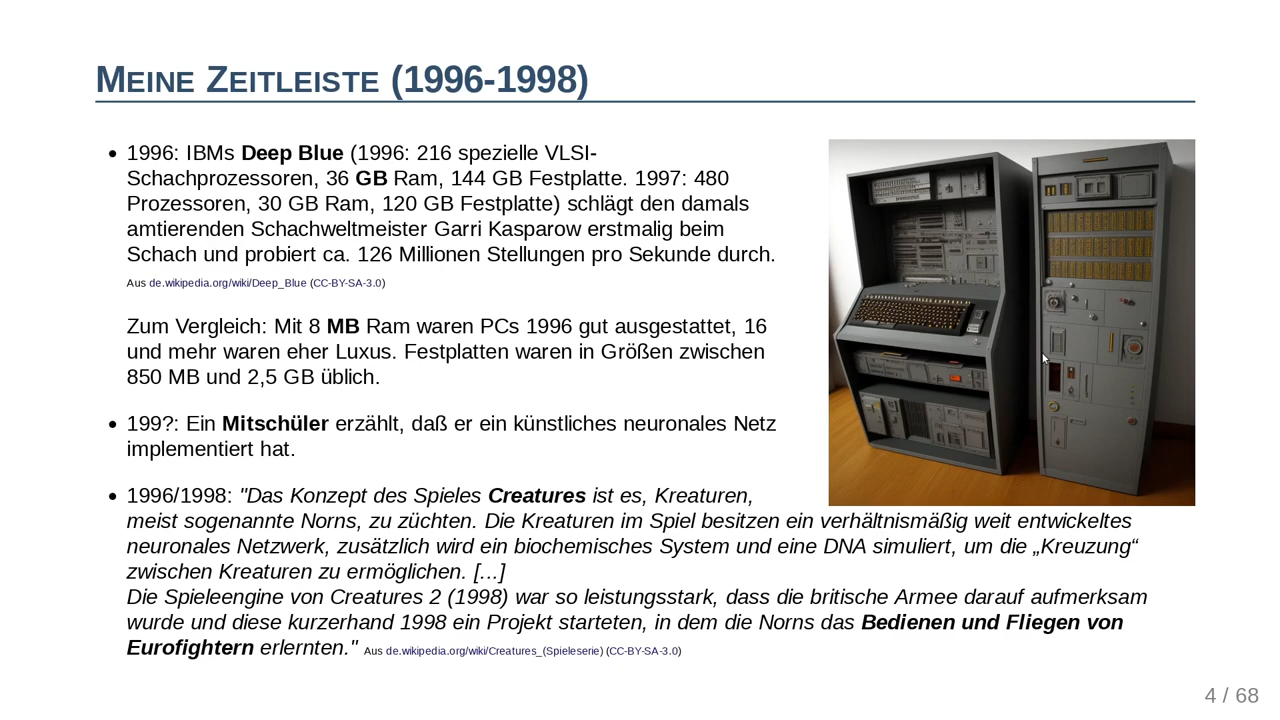 Meine Zeitleiste (1996-1998)
• 1996: IBMs Deep Blue (1996: 216 spezielle VLSI-
Schachprozessoren, 36 GB Ram, 144 GB Festplatte. 1997: 480
Prozessoren, 30 GB Ram, 120 GB Festplatte) schlägt den damals
amtierenden Schachweltmeister Garri Kasparow erstmalig beim
Schach und probiert ca. 126 Millionen Stellungen pro Sekunde durch.
Aus de.wikipedia.org/wiki/Deep_Blue (CC-BY-SA-3.0)
Zum Vergleich: Mit 8 MB Ram waren PCs 1996 gut ausgestattet, 16
und mehr waren eher Luxus. Festplatten waren in Größen zwischen
850 MB und 2,5 GB üblich.
• 199?: Ein Mitschüler erzählt, daß er ein künstliches neuronales Netz
implementiert hat.
• 1996/1998: "Das Konzept des Spieles Creatures ist es, Kreaturen,
meist sogenannte Norns, zu züchten. Die Kreaturen im Spiel besitzen ein verhältnismäßig weit entwickeltes
neuronales Netzwerk, zusätzlich wird ein biochemisches System und eine DNA simuliert, um die „Kreuzung“
zwischen Kreaturen zu ermöglichen. [...]
Die Spieleengine von Creatures 2 (1998) war so leistungsstark, dass die britische Armee darauf aufmerksam
wurde und diese kurzerhand 1998 ein Projekt starteten, in dem die Norns das Bedienen und Fliegen von
Eurofightern erlernten." Aus de.wikipedia.org/wiki/Creatures_(Spieleserie) (CC-BY-SA-3.0)
4 / 68